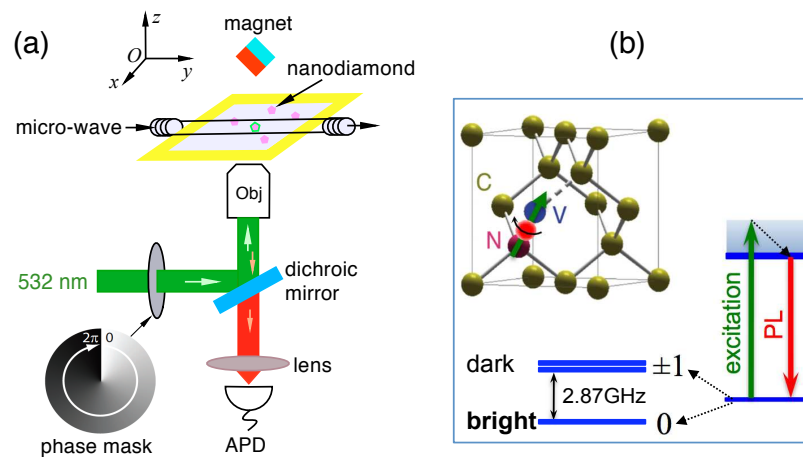 (a)
z
O
x
y
magnet
nanodiamond
micro-wave
Obj
532 nm
dichroic
mirror
2π
0
lens
phase mask
APD
(b)
C
V
N
excitation
PL
dark
±1
2.87GHz
bright
0